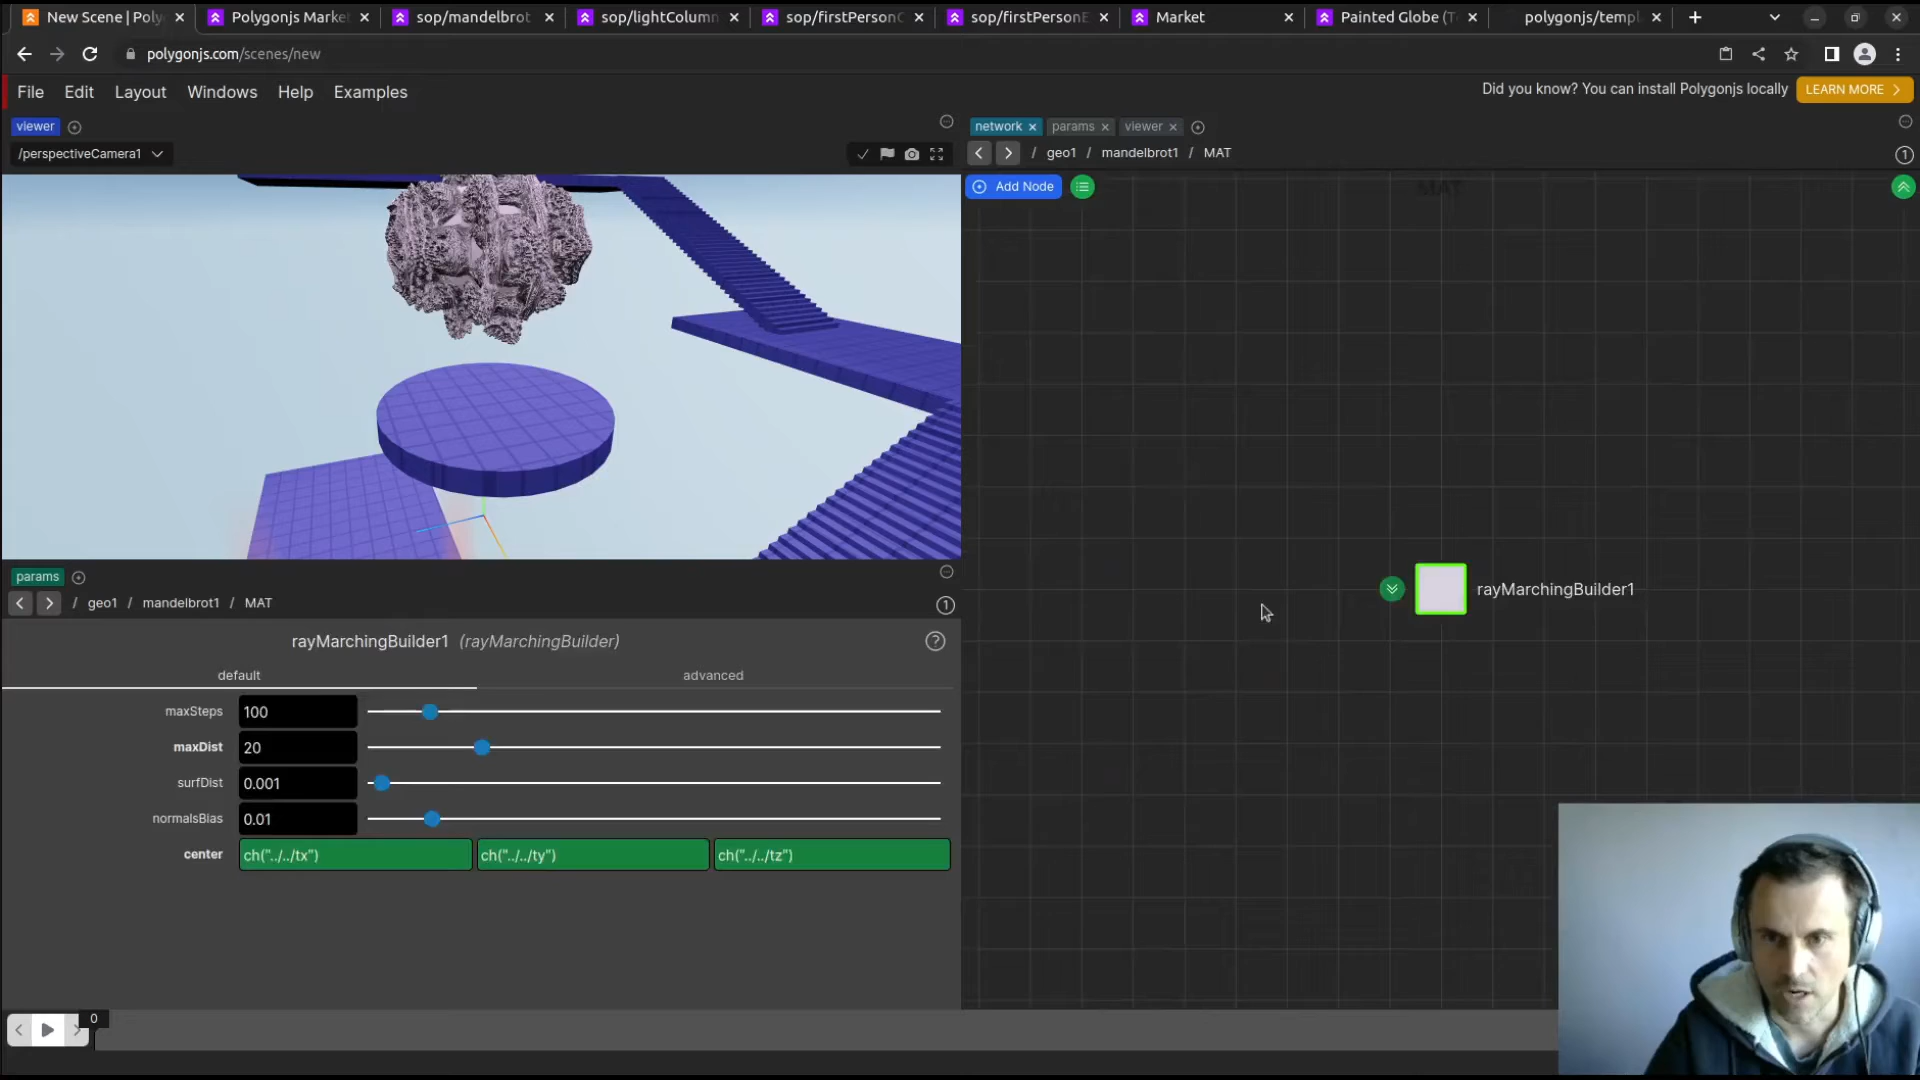 New Scene | Poly
Polygonjs Market
sop/mandelbrot
sop/lightColumn
sop/firstPersonC
sop/firstPersonE
Market
Painted Globe (T
polygonjs/templ
polygonjs.com/scenes/new
File Edit Layout Windows Help Examples
Did you know? You can install Polygonjs locally
LEARN MORE
viewer
/perspectiveCamera1
network params viewer
/ geo1 / mandelbrot1 / MAT
1
Add Node
MAT
rayMarchingBuilder1
params
/ geo1 / mandelbrot1 / MAT
1
rayMarchingBuilder1 (rayMarchingBuilder)
?
default advanced
maxSteps 100
maxDist 20
surfDist 0.001
normalsBias 0.01
center ch("../../tx") ch("../../ty") ch("../../tz")
0